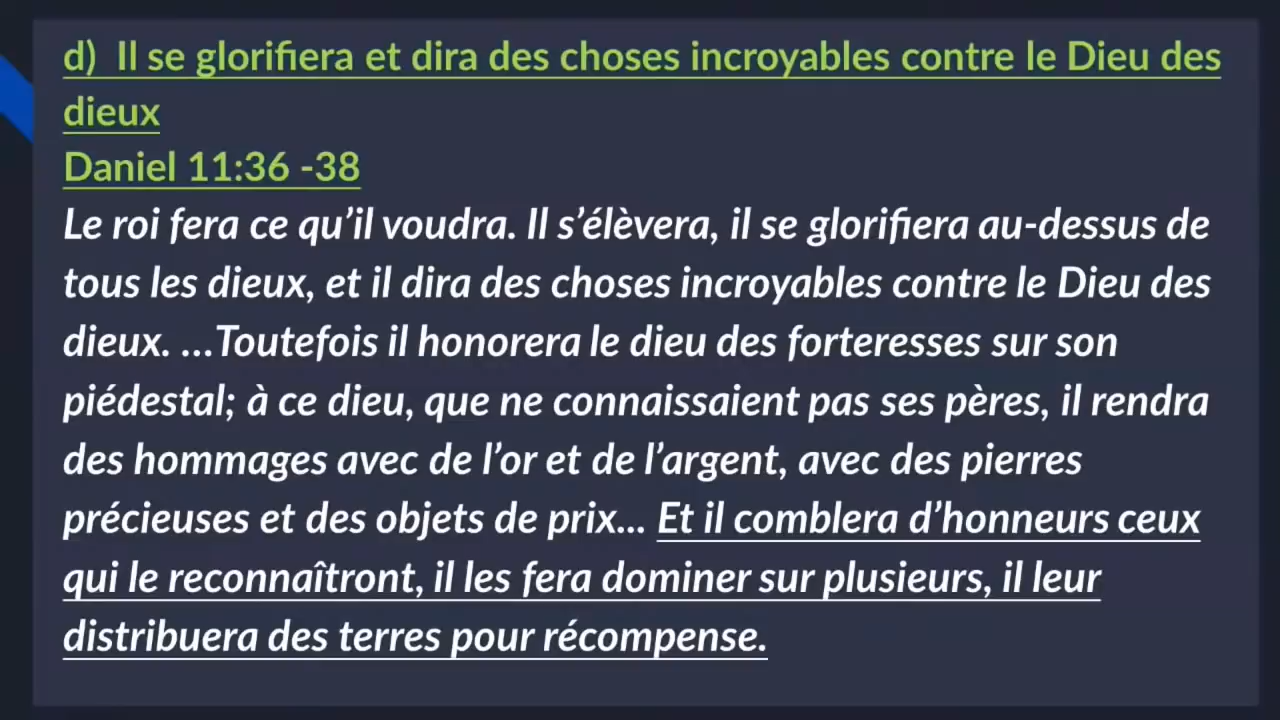 d) Il se glorifiera et dira des choses incroyables contre le Dieu des
dieux
Daniel 11:36 -38
Le roi fera ce qu’il voudra. Il s’élèvera, il se glorifiera au-dessus de
tous les dieux, et il dira des choses incroyables contre le Dieu des
dieux. ...Toutefois il honorera le dieu des forteresses sur son
piédestal; à ce dieu, que ne connaissaient pas ses pères, il rendra
des hommages avec de l’or et de l’argent, avec des pierres
précieuses et des objets de prix... Et il comblera d’honneurs ceux
qui le reconnaîtront, il les fera dominer sur plusieurs, il leur
distribuera des terres pour récompense.